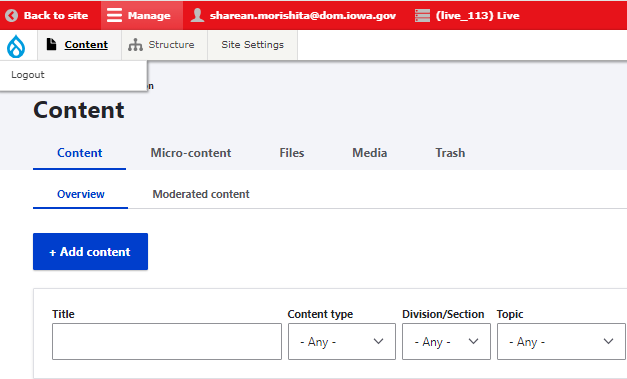 Back to site Manage sharean.morishita@dom.iowa.gov (live_113) Live
Content Structure Site Settings
Logout
Content
Content Micro-content Files Media Trash
Overview Moderated content
+ Add content
Title Content type Division/Section Topic
- Any - - Any - - Any -